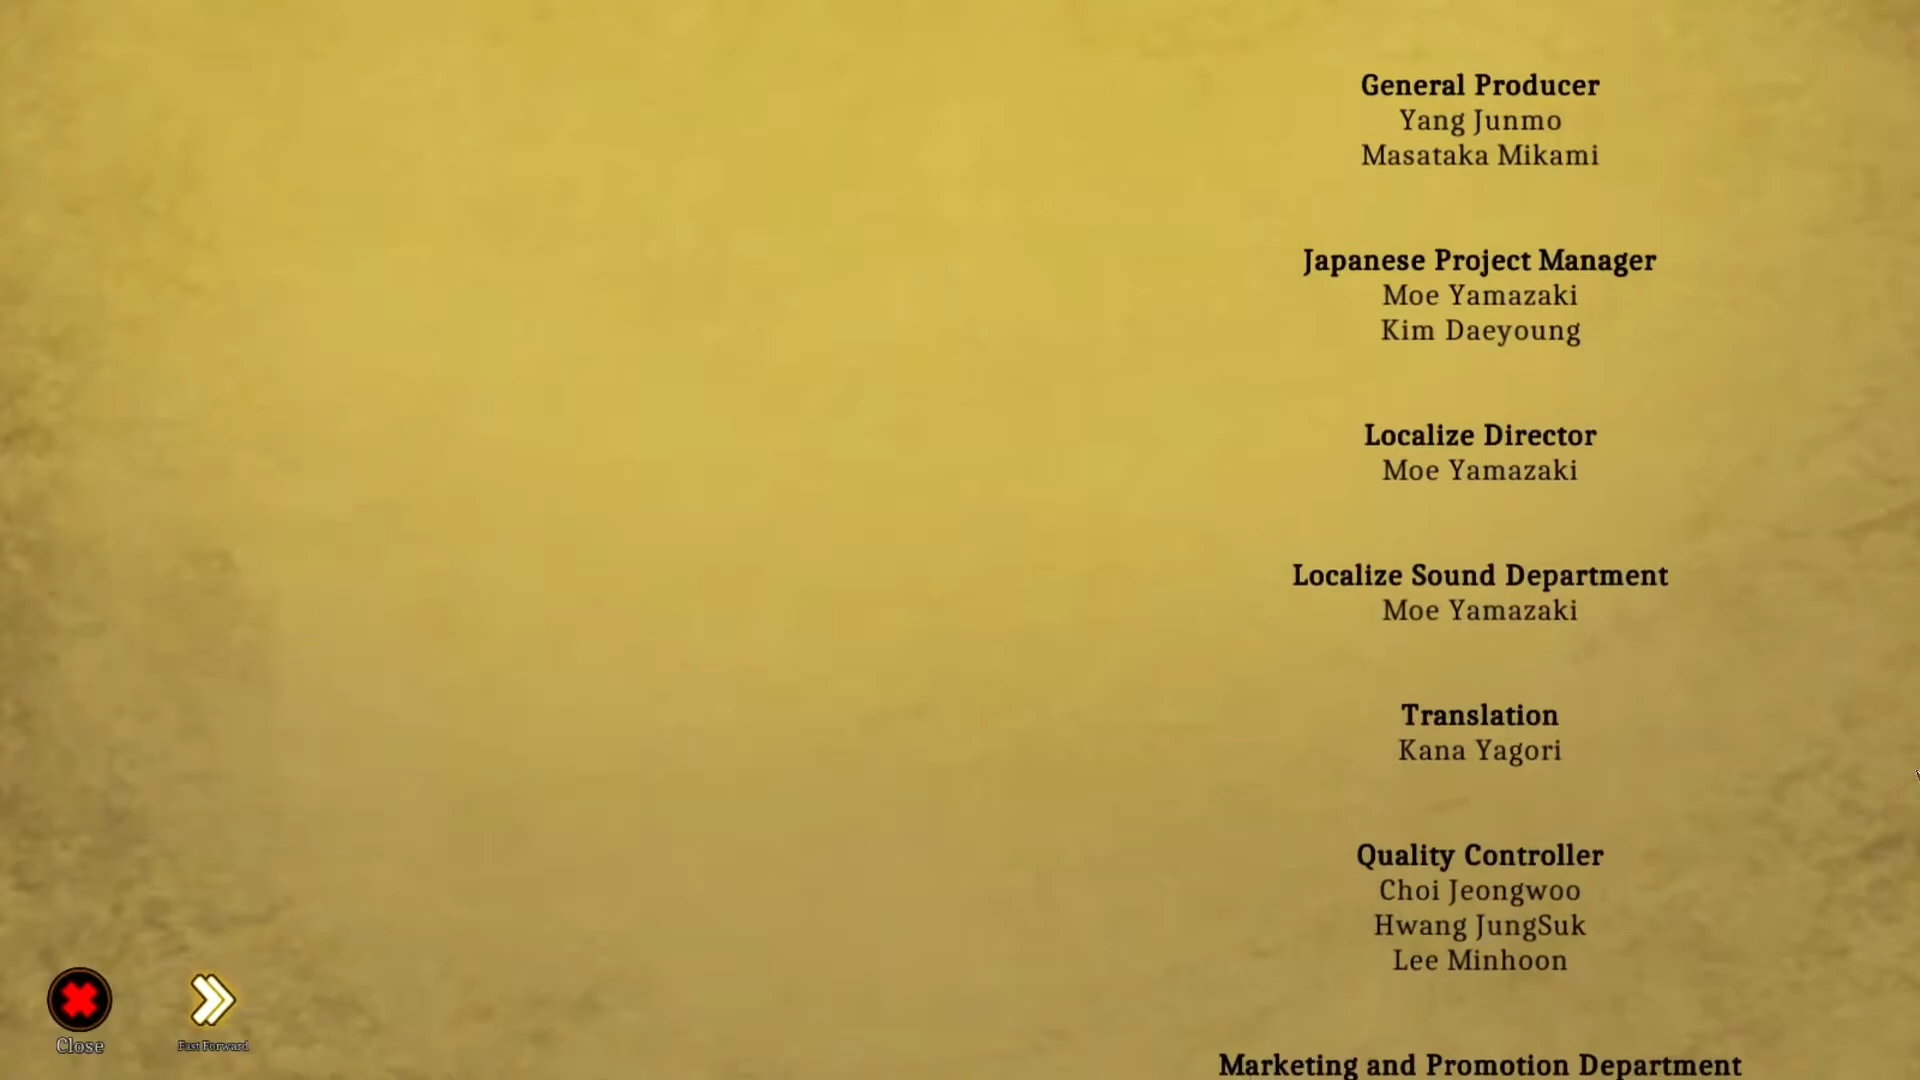 General Producer
Yang Junmo
Masataka Mikami
Japanese Project Manager
Moe Yamazaki
Kim Daeyoung
Localize Director
Moe Yamazaki
Localize Sound Department
Moe Yamazaki
Translation
Kana Yagori
Quality Controller
Choi Jeongwoo
Hwang JungSuk
Lee Minhoon
Marketing and Promotion Department
Close
Fast Forward